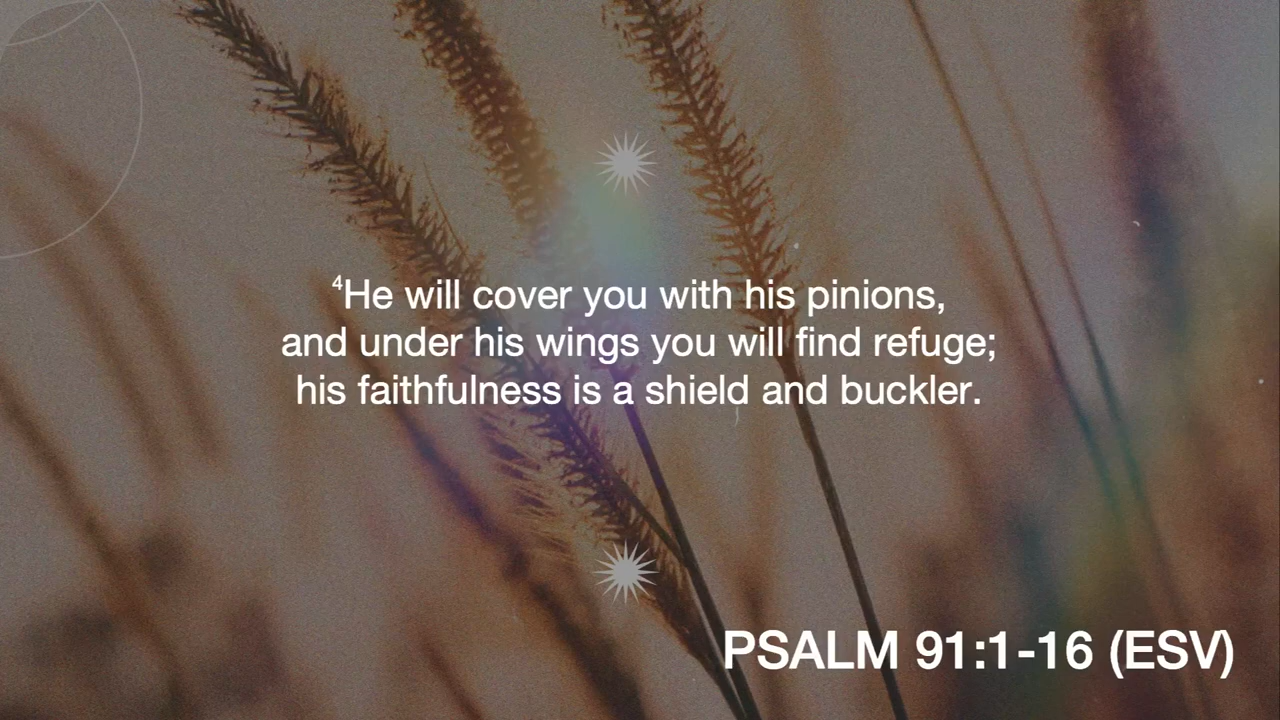 ⁴He will cover you with his pinions,
and under his wings you will find refuge;
his faithfulness is a shield and buckler.
PSALM 91:1-16 (ESV)